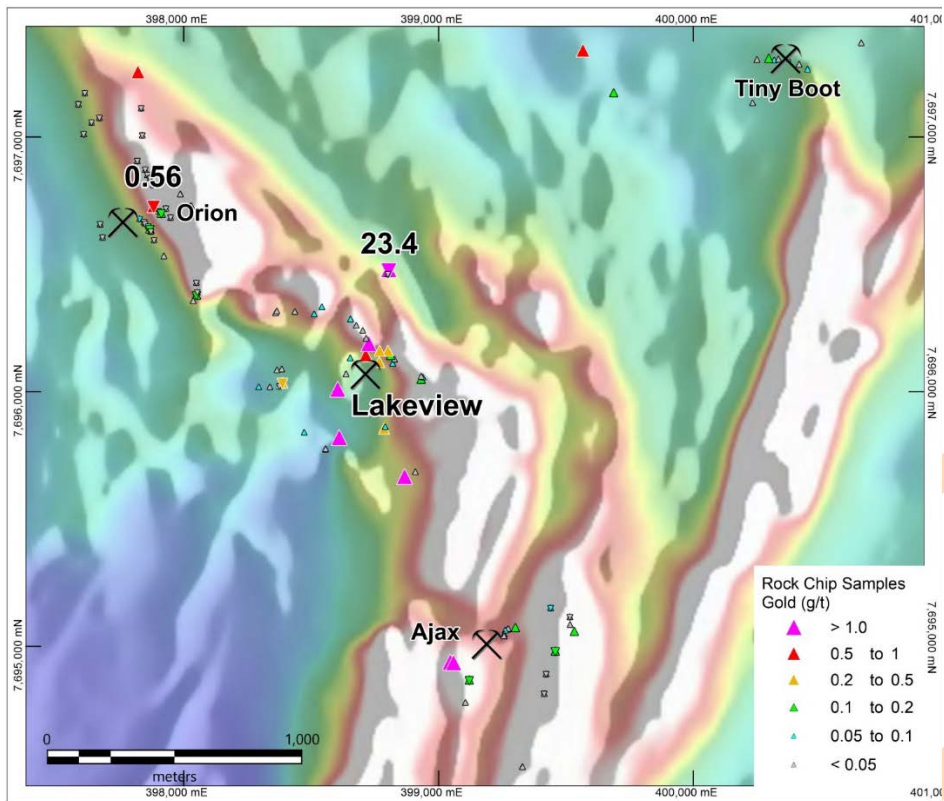 398,000 mE
399,000 mE
400,000 mE
401,00
7,697,000 mN
7,697,000 mN
Tiny Boot
0.56
Orion
23.4
7,696,000 mN
7,696,000 mN
Lakeview
Ajax
7,695,000 mN
7,695,000 mN
Rock Chip Samples
Gold (g/t)
> 1.0
0.5 to 1
0.2 to 0.5
0.1 to 0.2
0.05 to 0.1
< 0.05
0
1,000
meters
398,000 mE
399,000 mE
400,000 mE
401,00